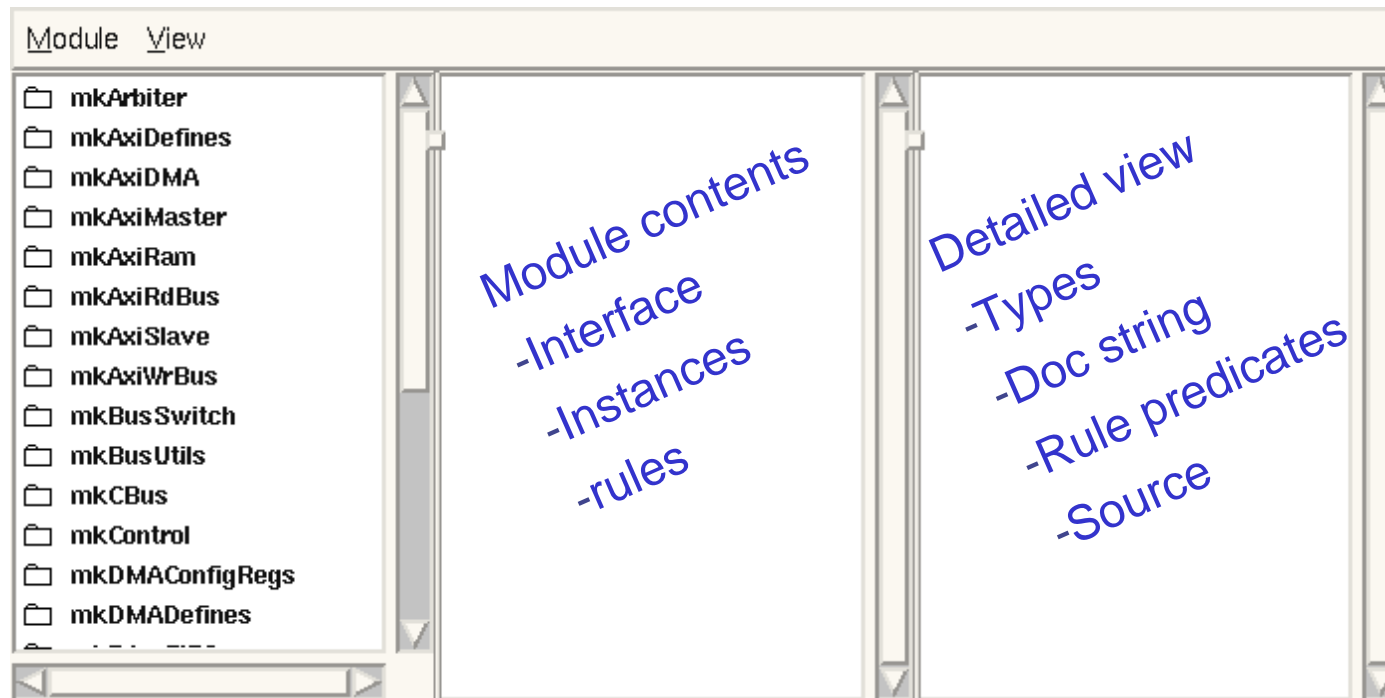 Module View
mkArbiter
mkAxiDefines
mkAxiDMA
mkAxiMaster
mkAxiRam
mkAxiRdBus
mkAxiSlave
mkAxiWrBus
mkBusSwitch
mkBusUtils
mkCBus
mkControl
mkDMAConfigRegs
mkDMADefines
Module contents
-Interface
-Instances
-rules
Detailed view
-Types
-Doc string
-Rule predicates
-Source